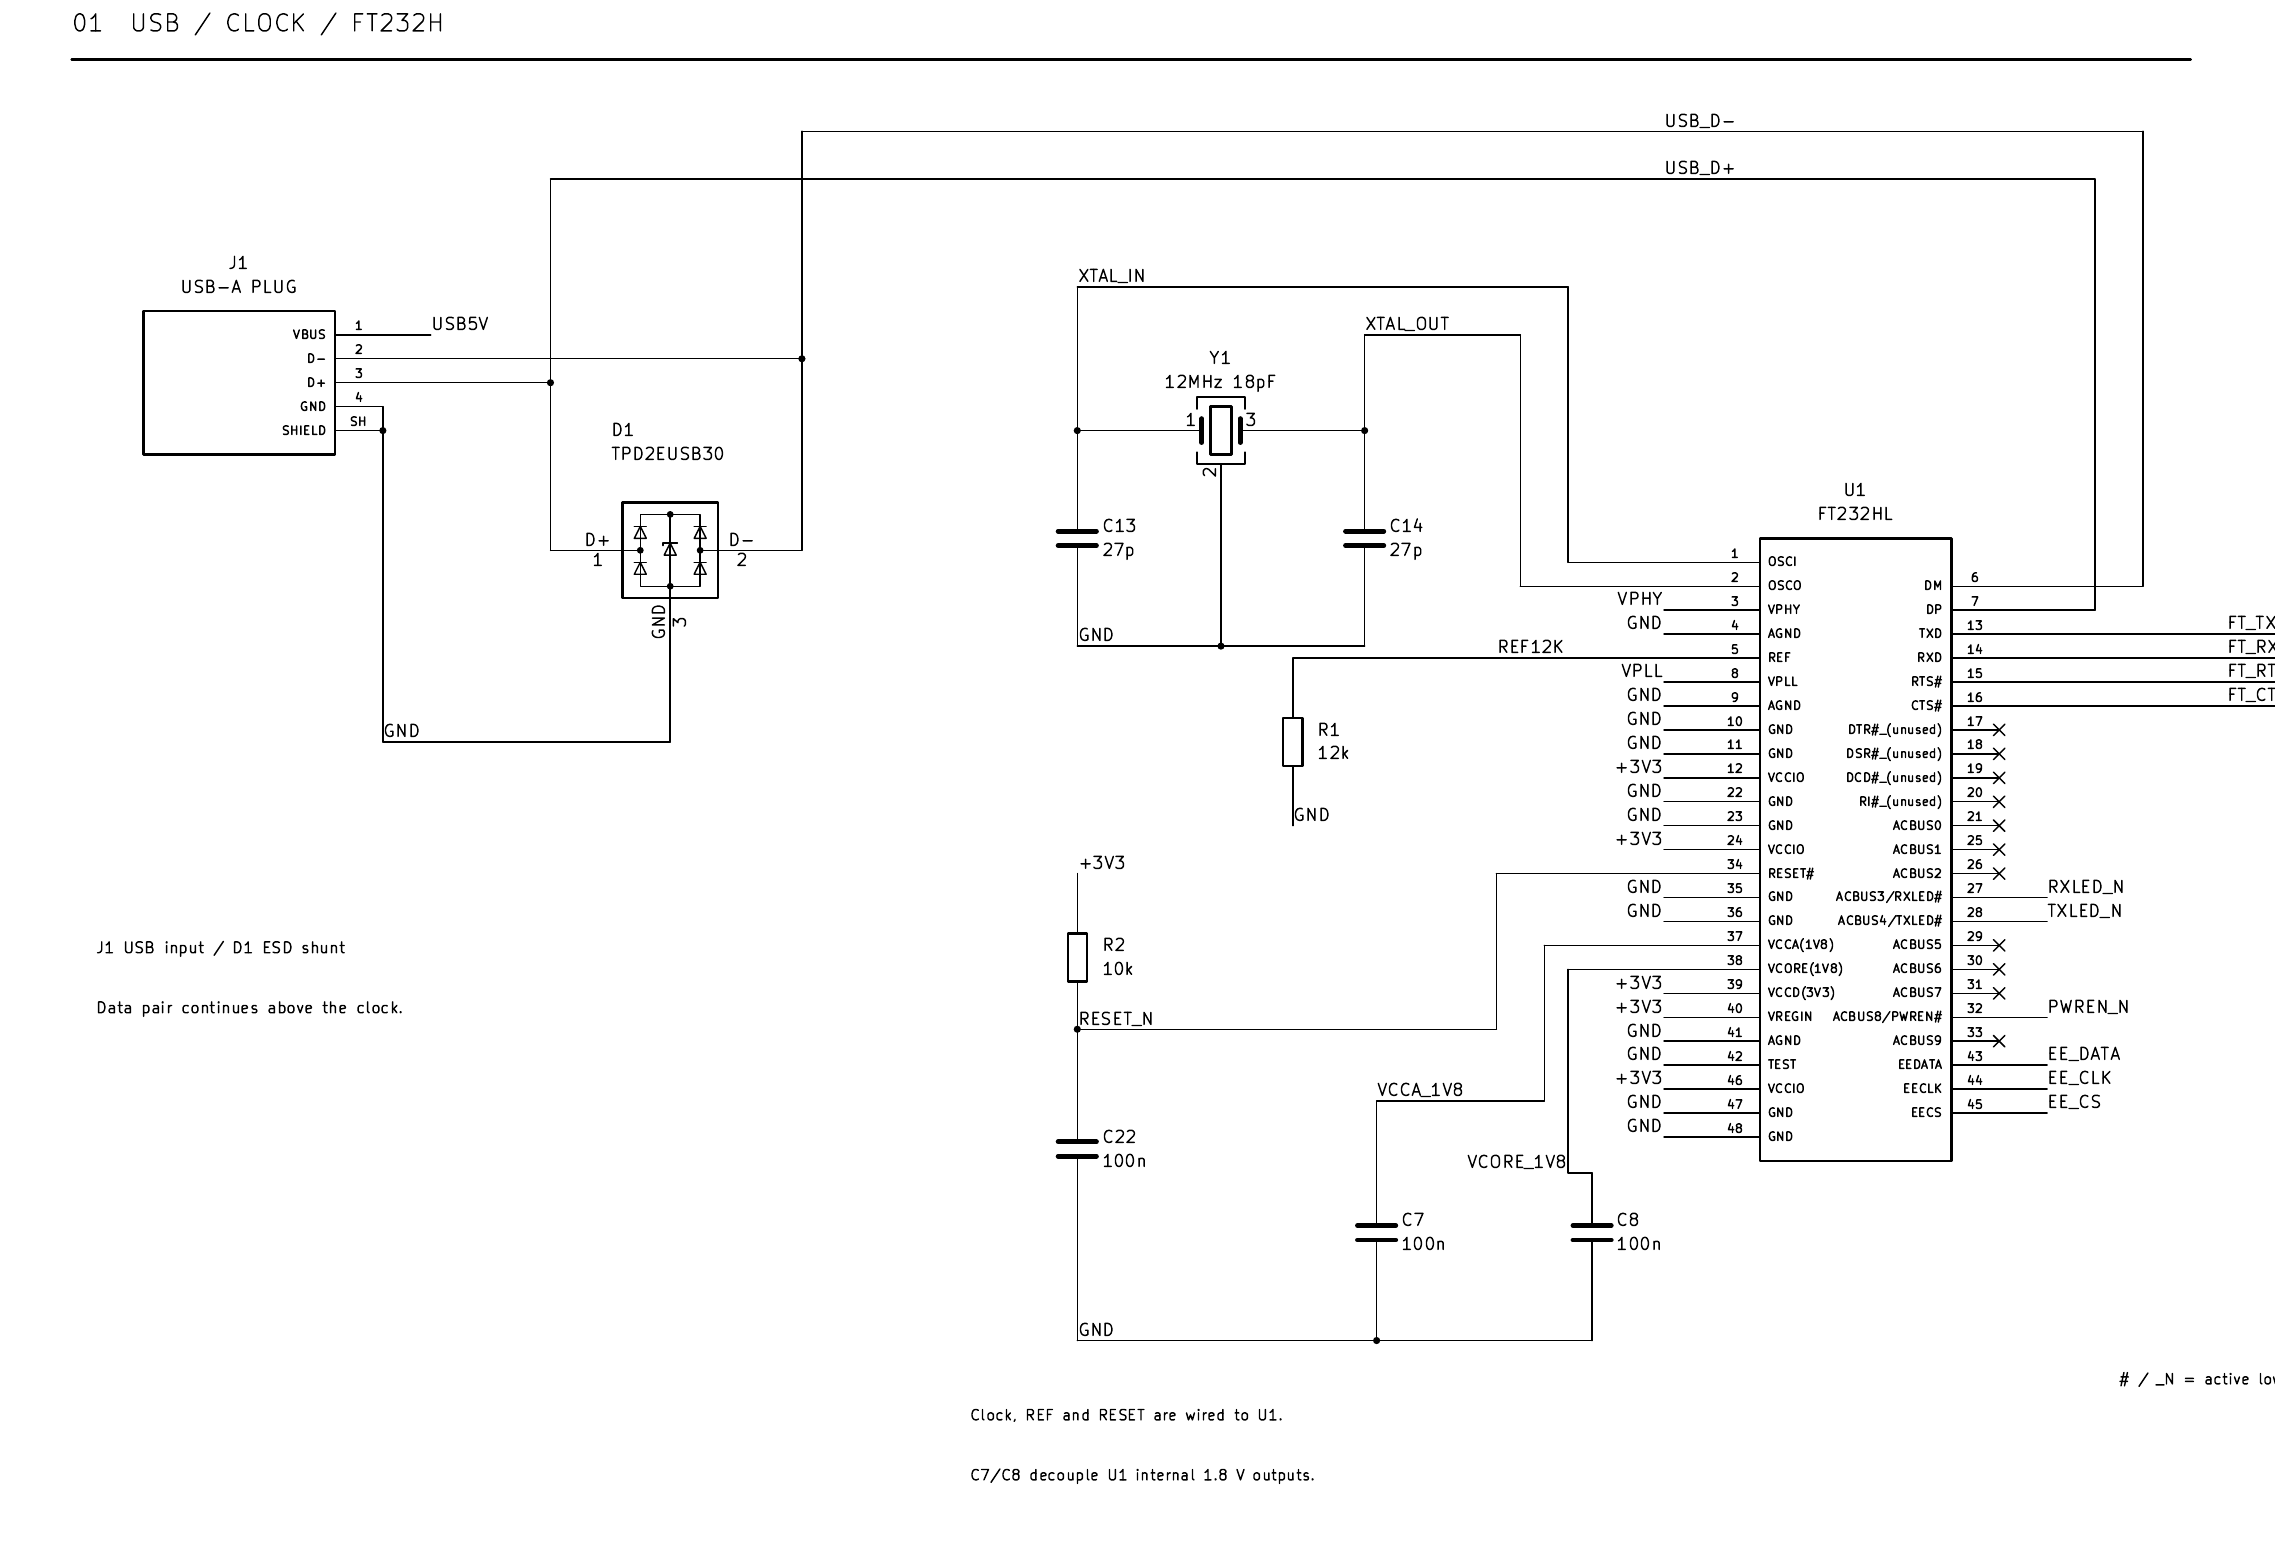 01 USB / CLOCK / FT232H
USB_D-
USB_D+
J1
USB-A PLUG
VBUS 1 USB5V
D- 2
D+ 3
GND 4
SHIELD SH
D1
TPD2EUSB30
D+ D-
1 2
GND 3
GND
J1 USB input / D1 ESD shunt
Data pair continues above the clock.
XTAL_IN
XTAL_OUT
Y1
12MHz 18pF
1 3
2
C13
27p
C14
27p
GND
REF12K
R1
12k
GND
+3V3
R2
10k
RESET_N
C22
100n
VCCA_1V8
VCORE_1V8
C7
100n
C8
100n
GND
Clock, REF and RESET are wired to U1.
C7/C8 decouple U1 internal 1.8 V outputs.
U1
FT232HL
1 OSCI
2 OSCO
VPHY 3 VPHY
GND 4 AGND
5 REF
VPLL 8 VPLL
GND 9 AGND
GND 10 GND
GND 11 GND
+3V3 12 VCCIO
GND 22 GND
GND 23 GND
+3V3 24 VCCIO
34 RESET#
GND 35 GND
GND 36 GND
37 VCCA(1V8)
38 VCORE(1V8)
+3V3 39 VCCD(3V3)
+3V3 40 VREGIN
GND 41 AGND
GND 42 TEST
+3V3 46 VCCIO
GND 47 GND
GND 48 GND
DM 6
DP 7
TXD 13 FT_TX
RXD 14 FT_RX
RTS# 15 FT_RT
CTS# 16 FT_CT
DTR#_(unused) 17
DSR#_(unused) 18
DCD#_(unused) 19
RI#_(unused) 20
ACBUS0 21
ACBUS1 25
ACBUS2 26
ACBUS3/RXLED# 27 RXLED_N
ACBUS4/TXLED# 28 TXLED_N
ACBUS5 29
ACBUS6 30
ACBUS7 31
ACBUS8/PWREN# 32 PWREN_N
ACBUS9 33
EEDATA 43 EE_DATA
EECLK 44 EE_CLK
EECS 45 EE_CS
# / _N = active lo